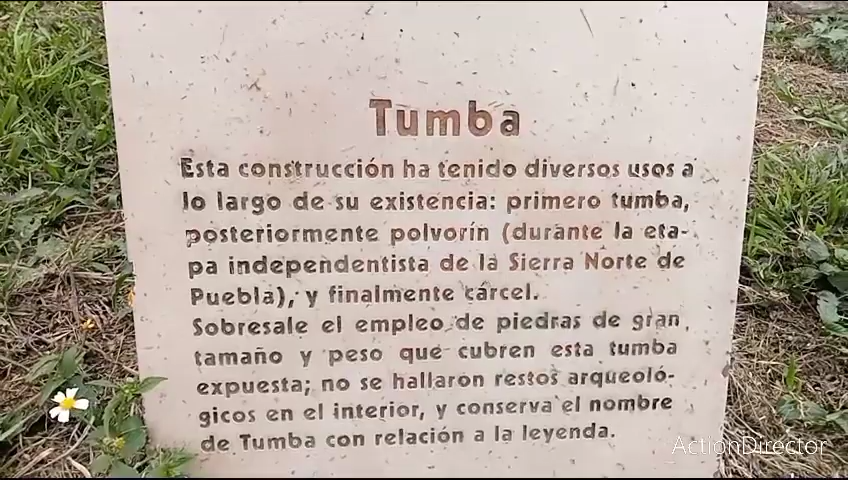 Tumba
Esta construcción ha tenido diversos usos a
lo largo de su existencia: primero tumba,
posteriormente polvorín (durante la eta-
pa independentista de la Sierra Norte de
Puebla), y finalmente cárcel.
Sobresale el empleo de piedras de gran
tamaño y peso que cubren esta tumba
expuesta; no se hallaron restos arqueoló-
gicos en el interior, y conserva el nombre
de Tumba con relación a la leyenda.
ActionDirector